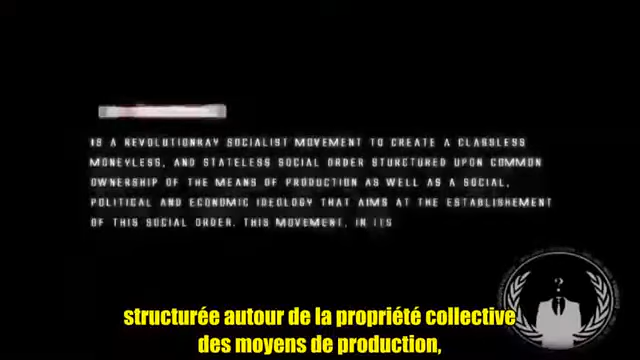 IS A REVOLUTIONRAY SOCIALIST MOVEMENT TO CREATE A CLASSLESS
MONEYLESS, AND STATELESS SOCIAL ORDER STURCTURED UPON COMMON
OWNERSHIP OF THE MEANS OF PRODUCTION AS WELL AS A SOCIAL,
POLITICAL AND ECONOMIC IDEOLOGY THAT AIMS AT THE ESTABLISHEMENT
OF THIS SOCIAL ORDER. THIS MOVEMENT, IN ITS
?
structurée autour de la propriété collective
des moyens de production,